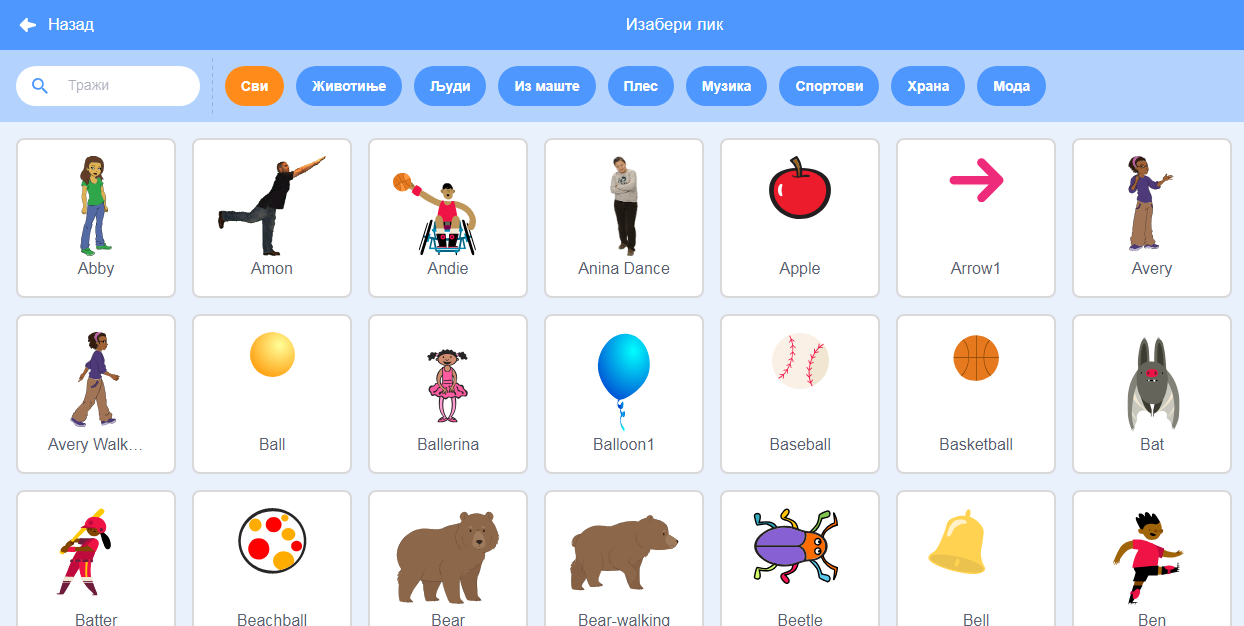 Назад
Изабери лик
Тражи
Сви
Животиње
Људи
Из маште
Плес
Музика
Спортови
Храна
Мода
Abby
Amon
Andie
Anina Dance
Apple
Arrow1
Avery
Avery Walk...
Ball
Ballerina
Balloon1
Baseball
Basketball
Bat
Batter
Beachball
Bear
Bear-walking
Beetle
Bell
Ben